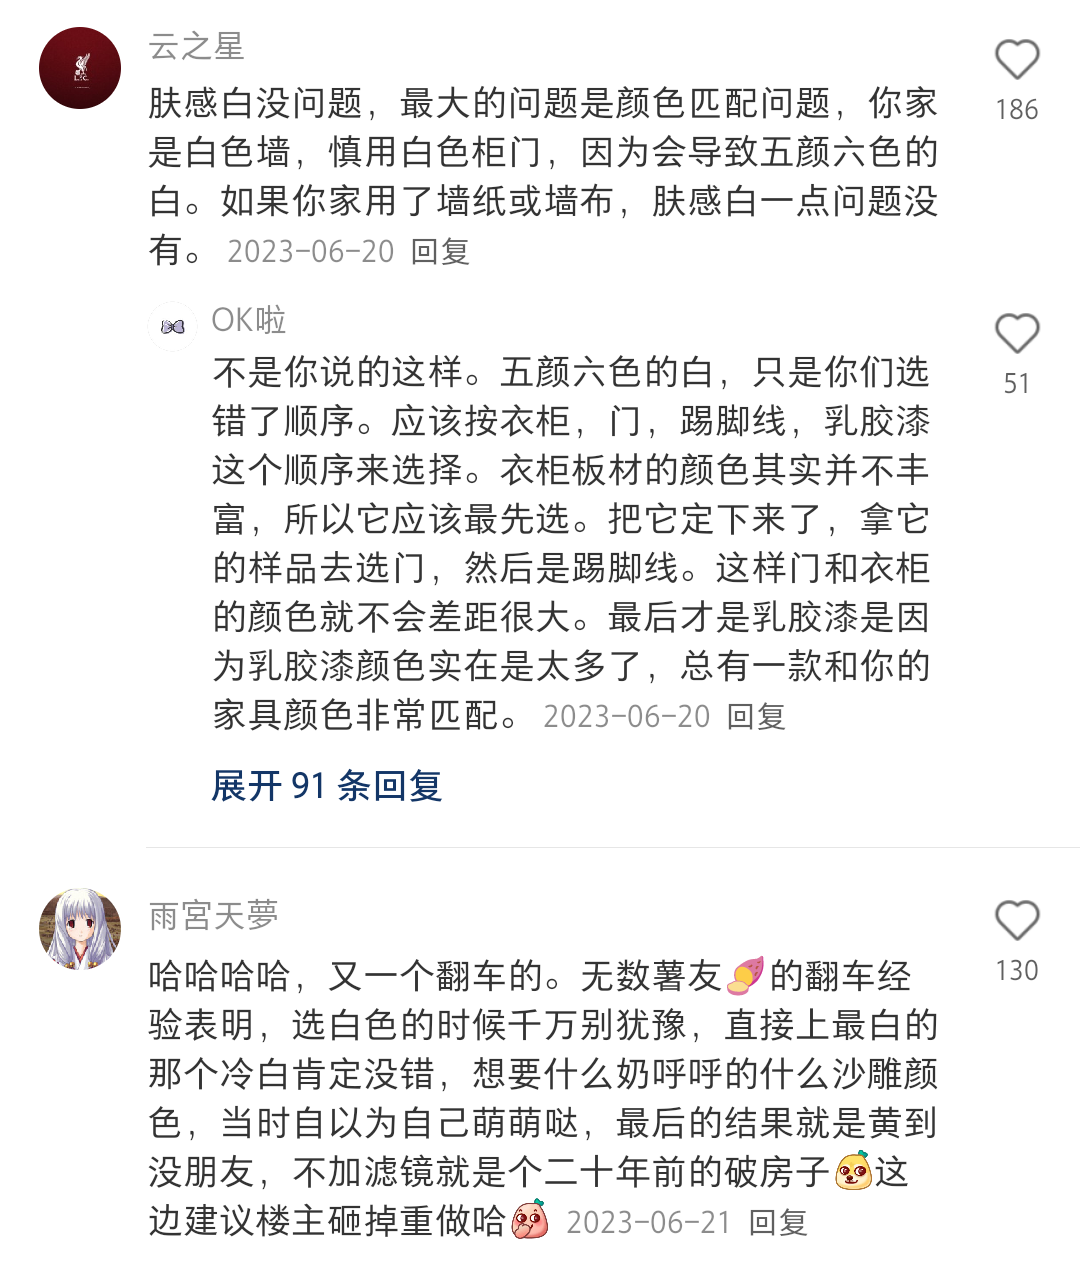 云之星
肤感白没问题，最大的问题是颜色匹配问题，你家
是白色墙，慎用白色柜门，因为会导致五颜六色的
白。如果你家用了墙纸或墙布，肤感白一点问题没
有。 2023-06-20 回复
186
OK啦
不是你说的这样。五颜六色的白，只是你们选
错了顺序。应该按衣柜，门，踢脚线，乳胶漆
这个顺序来选择。衣柜板材的颜色其实并不丰
富，所以它应该最先选。把它定下来了，拿它
的样品去选门，然后是踢脚线。这样门和衣柜
的颜色就不会差距很大。最后才是乳胶漆是因
为乳胶漆颜色实在是太多了，总有一款和你的
家具颜色非常匹配。 2023-06-20 回复
51
展开 91 条回复
雨宮天夢
哈哈哈哈，又一个翻车的。无数薯友🍠的翻车经
验表明，选白色的时候千万别犹豫，直接上最白的
那个冷白肯定没错，想要什么奶呼呼的什么沙雕颜
色，当时自以为自己萌萌哒，最后的结果就是黄到
没朋友，不加滤镜就是个二十年前的破房子这
边建议楼主砸掉重做哈 2023-06-21 回复
130